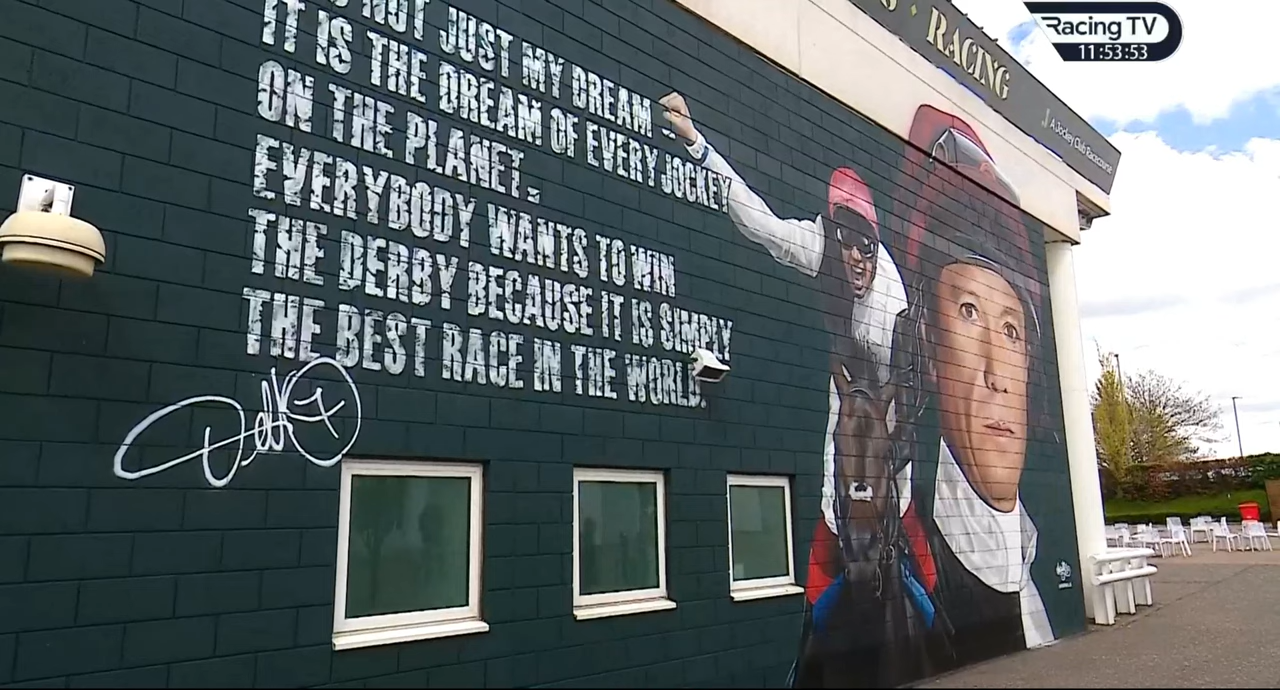 Racing TV
11:53:53
RACING
A Jockey Club Racecourse
NOT JUST MY DREAM -
IT IS THE DREAM OF EVERY JOCKEY
ON THE PLANET.
EVERYBODY WANTS TO WIN
THE DERBY BECAUSE IT IS SIMPLY
THE BEST RACE IN THE WORLD.